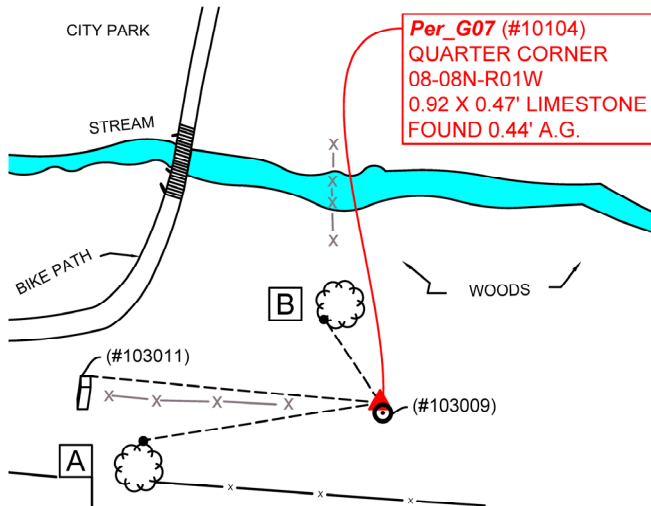 CITY PARK
Per_G07 (#10104)
QUARTER CORNER
08-08N-R01W
0.92 X 0.47' LIMESTONE
FOUND 0.44' A.G.
STREAM
X
X
X
X
BIKE PATH
WOODS
B
(#103011)
X
X
X
X
(#103009)
A
x
x
x